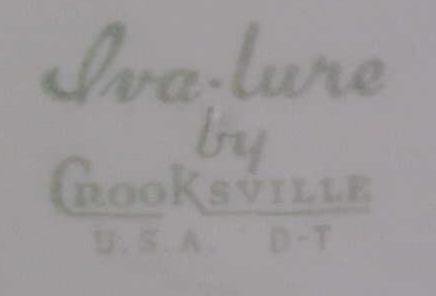 Iva-lure
by
CROOKSVILLE
U.S.A. D-T